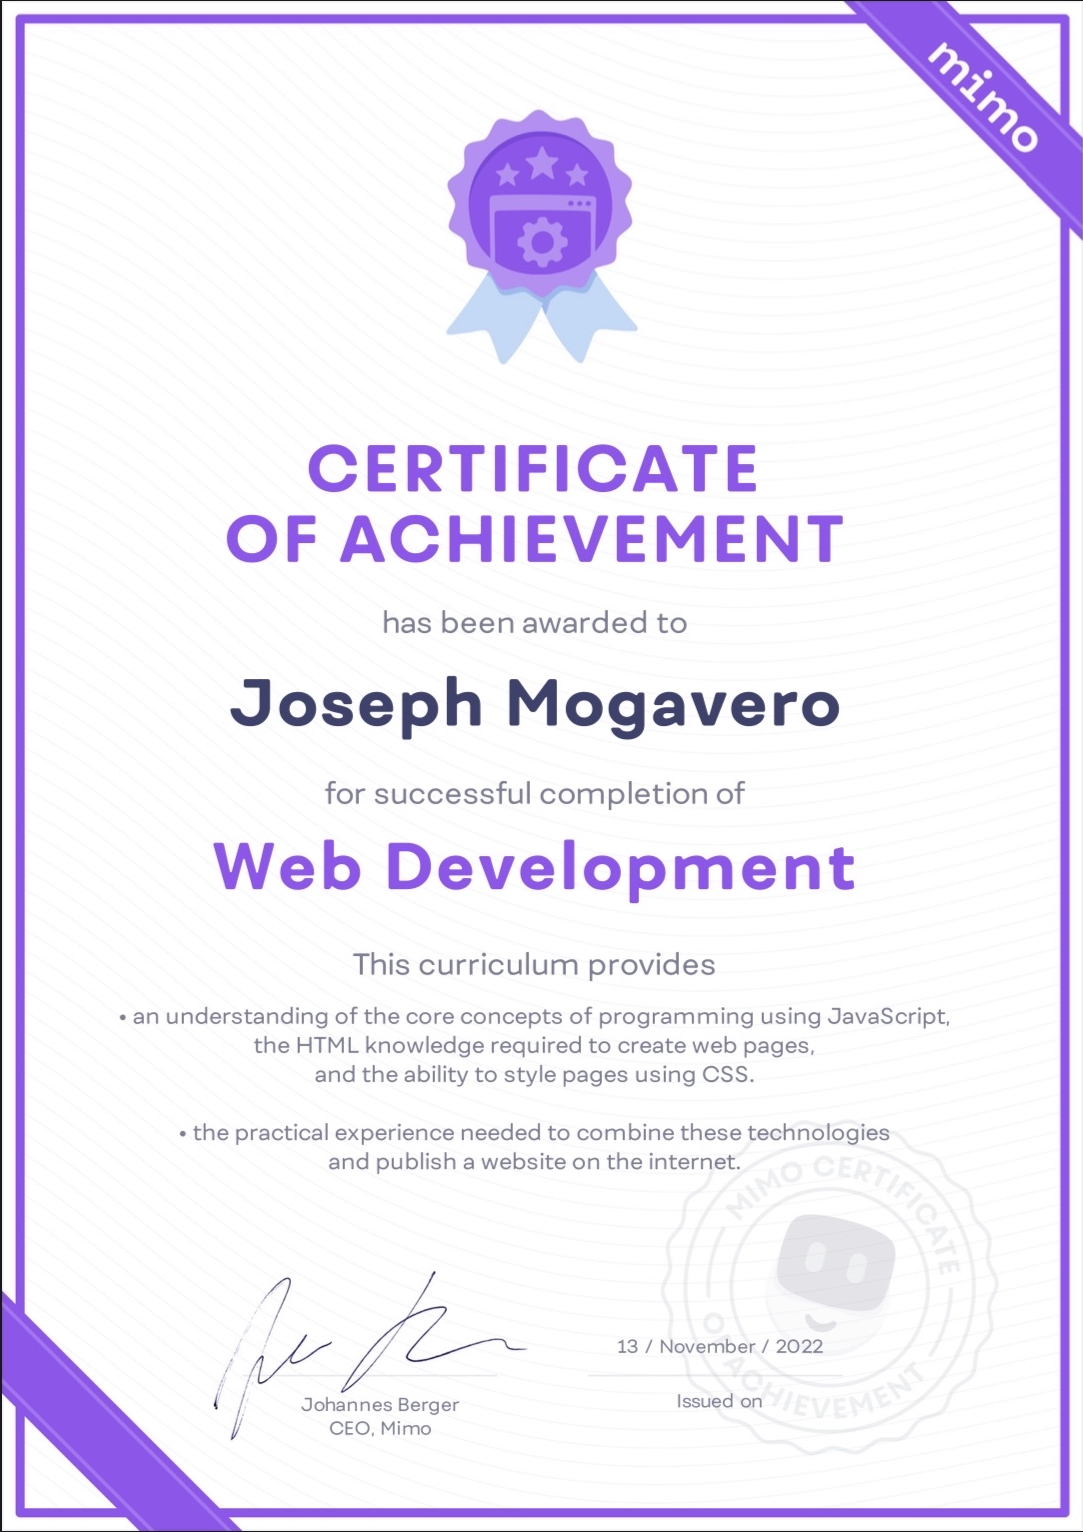 mimo
CERTIFICATE
OF ACHIEVEMENT
has been awarded to
Joseph Mogavero
for successful completion of
Web Development
This curriculum provides
• an understanding of the core concepts of programming using JavaScript,
the HTML knowledge required to create web pages,
and the ability to style pages using CSS.
• the practical experience needed to combine these technologies
and publish a website on the internet.
MIMO CERTIFICATE
OF ACHIEVEMENT
13 / November / 2022
Issued on
Johannes Berger
CEO, Mimo